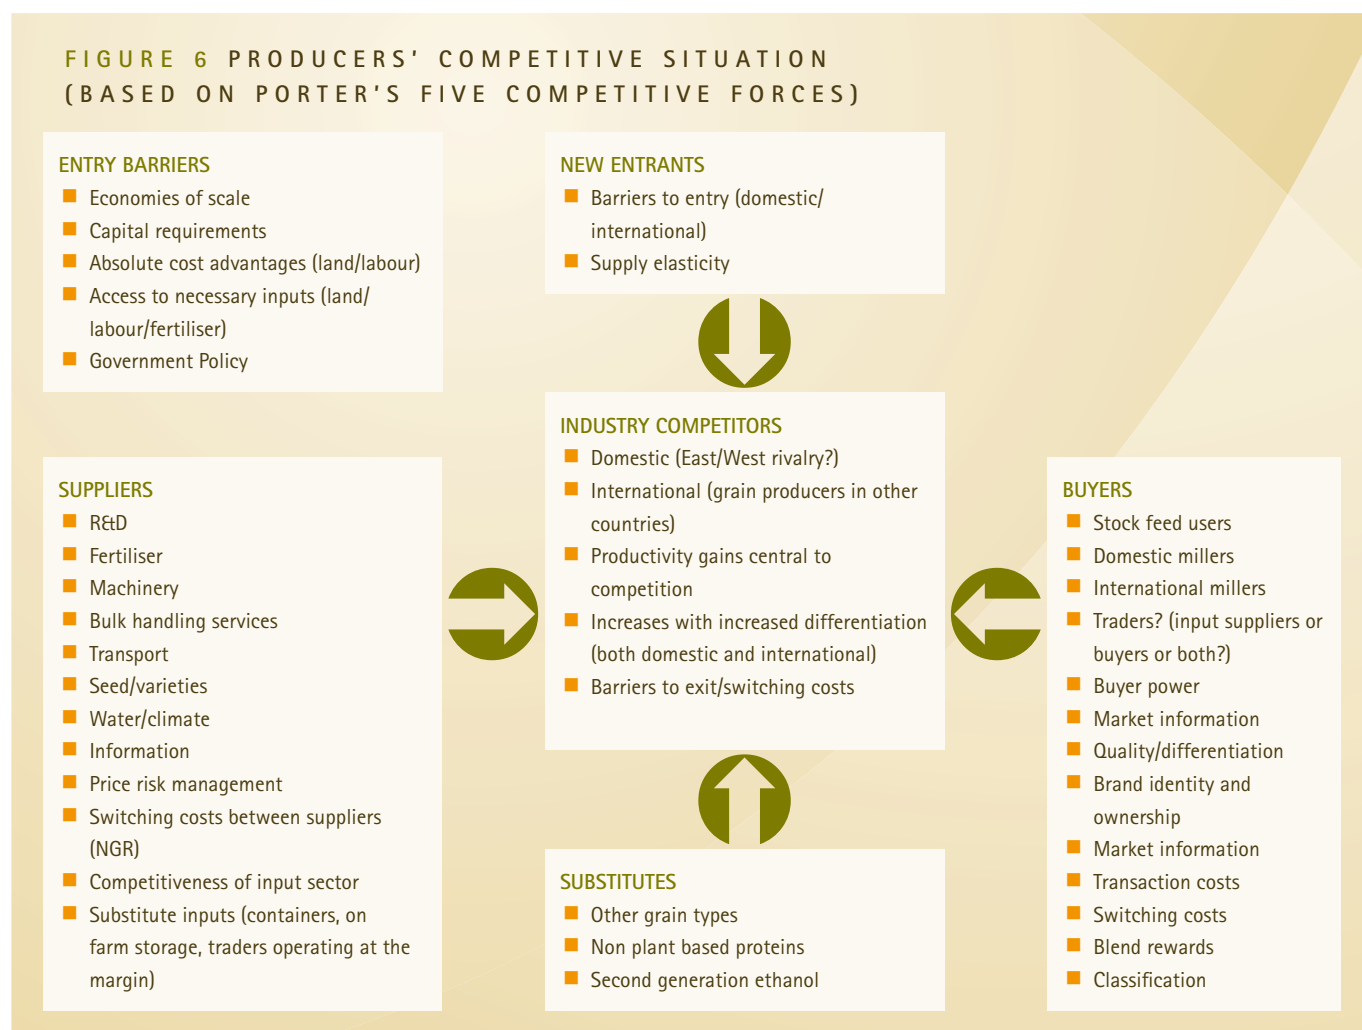 FIGURE 6 PRODUCERS' COMPETITIVE SITUATION
(BASED ON PORTER'S FIVE COMPETITIVE FORCES)
ENTRY BARRIERS
Economies of scale
Capital requirements
Absolute cost advantages (land/labour)
Access to necessary inputs (land/
labour/fertiliser)
Government Policy
NEW ENTRANTS
Barriers to entry (domestic/
international)
Supply elasticity
SUPPLIERS
R&D
Fertiliser
Machinery
Bulk handling services
Transport
Seed/varieties
Water/climate
Information
Price risk management
Switching costs between suppliers
(NGR)
Competitiveness of input sector
Substitute inputs (containers, on
farm storage, traders operating at the
margin)
INDUSTRY COMPETITORS
Domestic (East/West rivalry?)
International (grain producers in other
countries)
Productivity gains central to
competition
Increases with increased differentiation
(both domestic and international)
Barriers to exit/switching costs
SUBSTITUTES
Other grain types
Non plant based proteins
Second generation ethanol
BUYERS
Stock feed users
Domestic millers
International millers
Traders? (input suppliers or
buyers or both?)
Buyer power
Market information
Quality/differentiation
Brand identity and
ownership
Market information
Transaction costs
Switching costs
Blend rewards
Classification